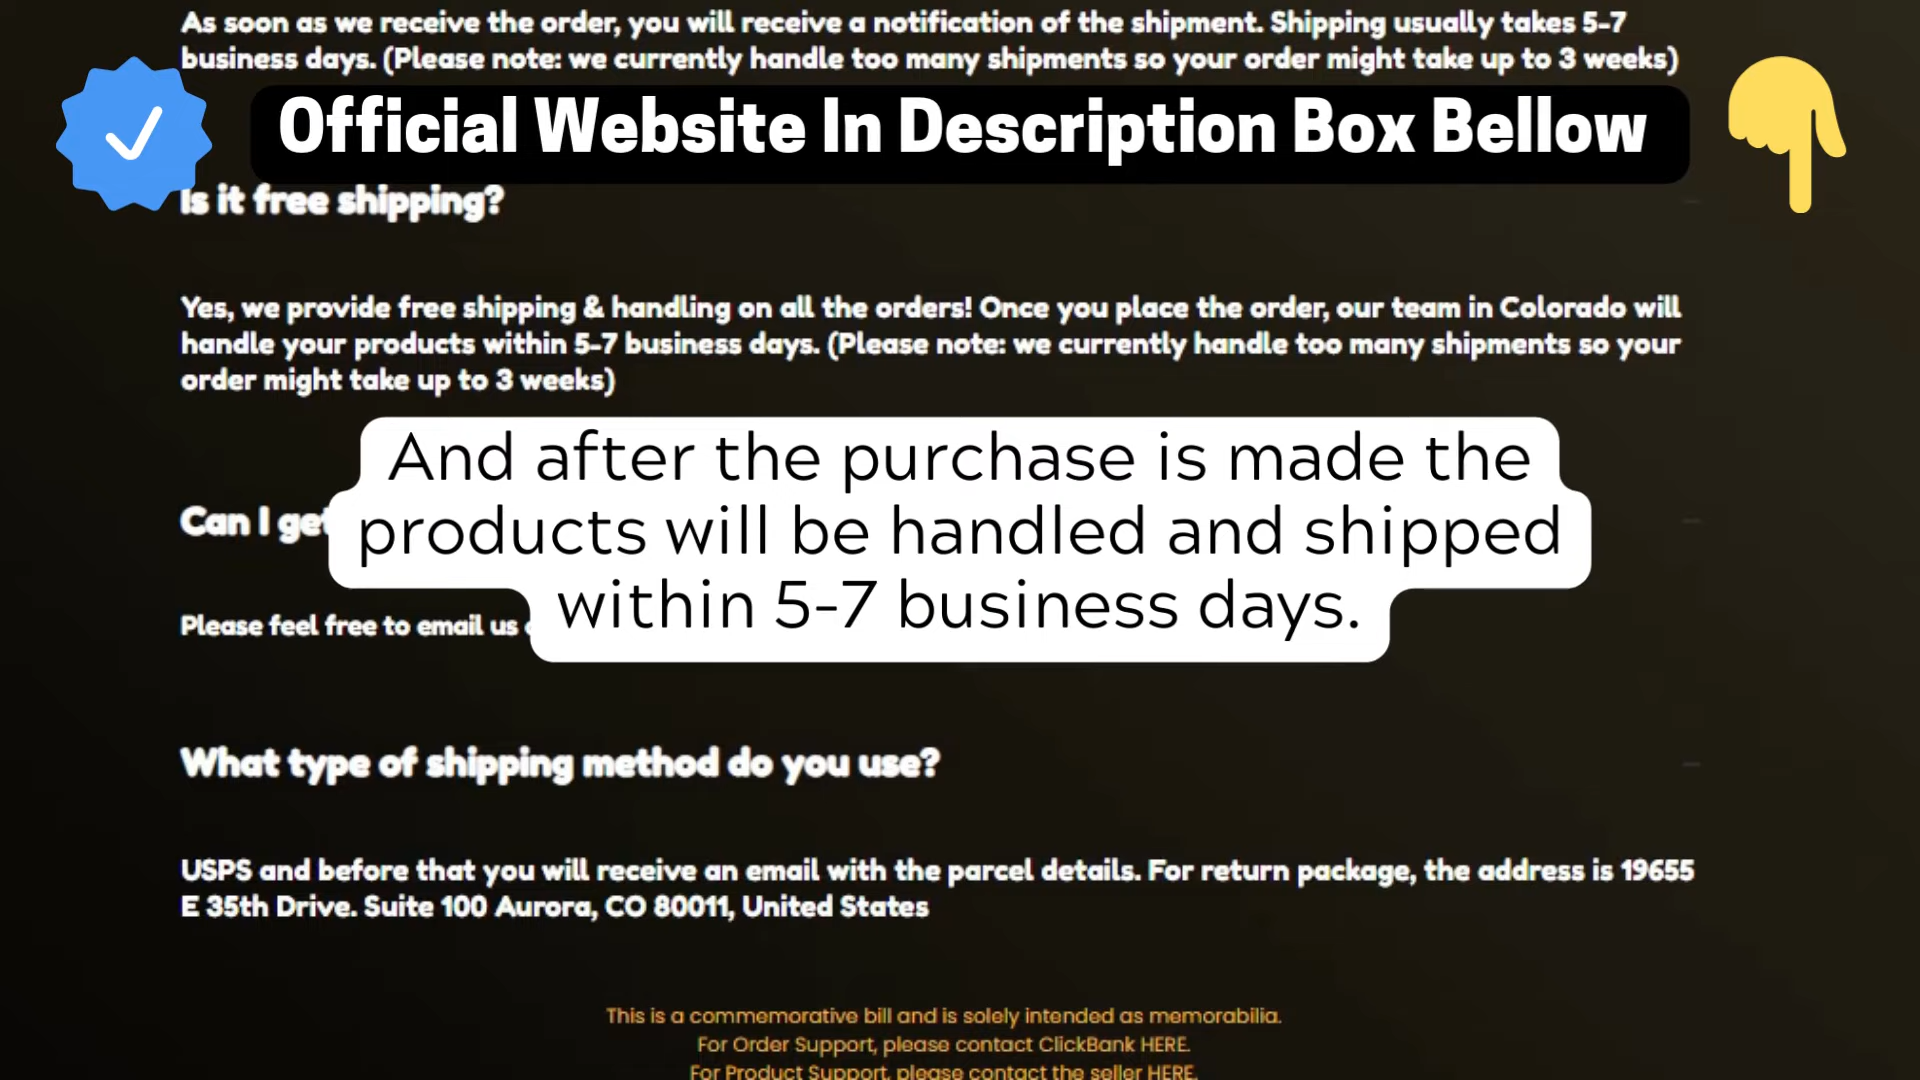 As soon as we receive the order, you will receive a notification of the shipment. Shipping usually takes 5-7
business days. (Please note: we currently handle too many shipments so your order might take up to 3 weeks)
Official Website In Description Box Bellow
Is it free shipping?
Yes, we provide free shipping & handling on all the orders! Once you place the order, our team in Colorado will
handle your products within 5-7 business days. (Please note: we currently handle too many shipments so your
order might take up to 3 weeks)
And after the purchase is made the
products will be handled and shipped
within 5-7 business days.
Can I get
Please feel free to email us
What type of shipping method do you use?
USPS and before that you will receive an email with the parcel details. For return package, the address is 19655
E 35th Drive. Suite 100 Aurora, CO 80011, United States
This is a commemorative bill and is solely intended as memorabilia.
For Order Support, please contact ClickBank HERE.
For Product Support, please contact the seller HERE.